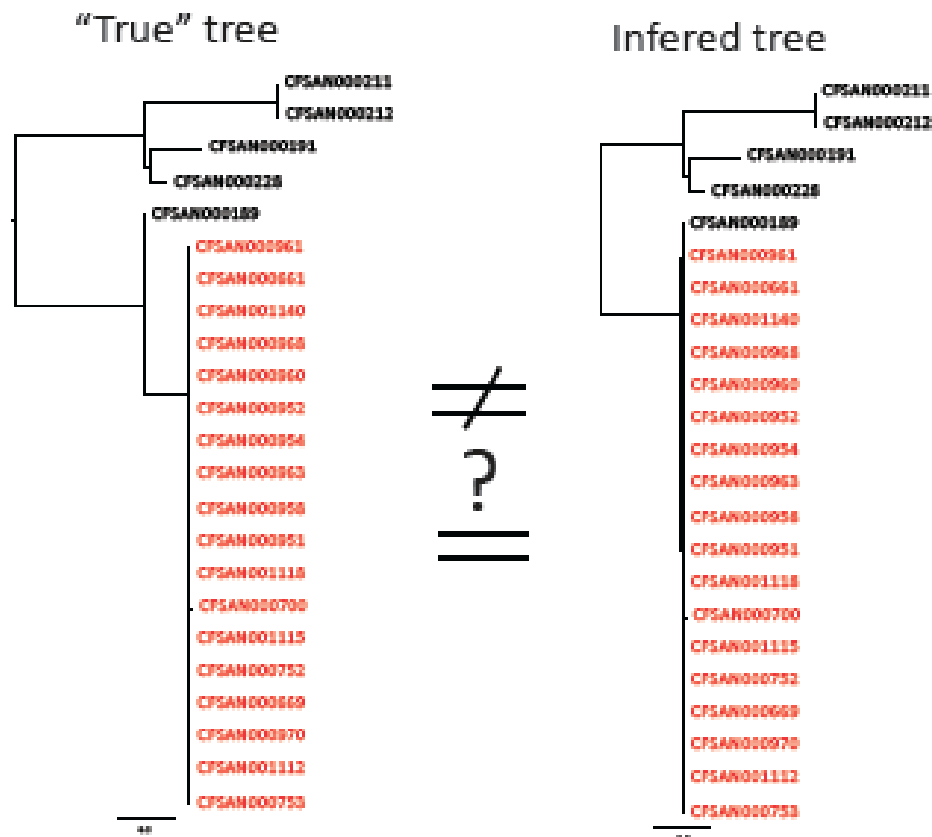 “True” tree
CFSAN000211
CFSAN000212
CFSAN000191
CFSAN000228
CFSAN000189
CFSAN000961
CFSAN000661
CFSAN001140
CFSAN000968
CFSAN000960
CFSAN000952
CFSAN000954
CFSAN000963
CFSAN000958
CFSAN000951
CFSAN001118
CFSAN000700
CFSAN001115
CFSAN000752
CFSAN000669
CFSAN000970
CFSAN001112
CFSAN000753
≠
?
=
Infered tree
CFSAN000211
CFSAN000212
CFSAN000191
CFSAN000228
CFSAN000189
CFSAN000961
CFSAN000661
CFSAN001140
CFSAN000968
CFSAN000960
CFSAN000952
CFSAN000954
CFSAN000963
CFSAN000958
CFSAN000951
CFSAN001118
CFSAN000700
CFSAN001115
CFSAN000752
CFSAN000669
CFSAN000970
CFSAN001112
CFSAN000753